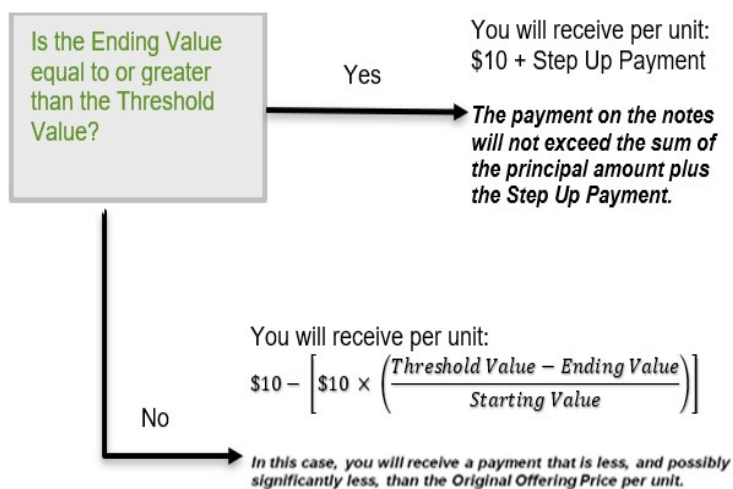 Is the Ending Value
equal to or greater
than the Threshold
Value?
Yes
You will receive per unit:
$10 + Step Up Payment
The payment on the notes
will not exceed the sum of
the principal amount plus
the Step Up Payment.
No
You will receive per unit:
$10 − [$10 × (Threshold Value − Ending Value / Starting Value)]
In this case, you will receive a payment that is less, and possibly
significantly less, than the Original Offering Price per unit.